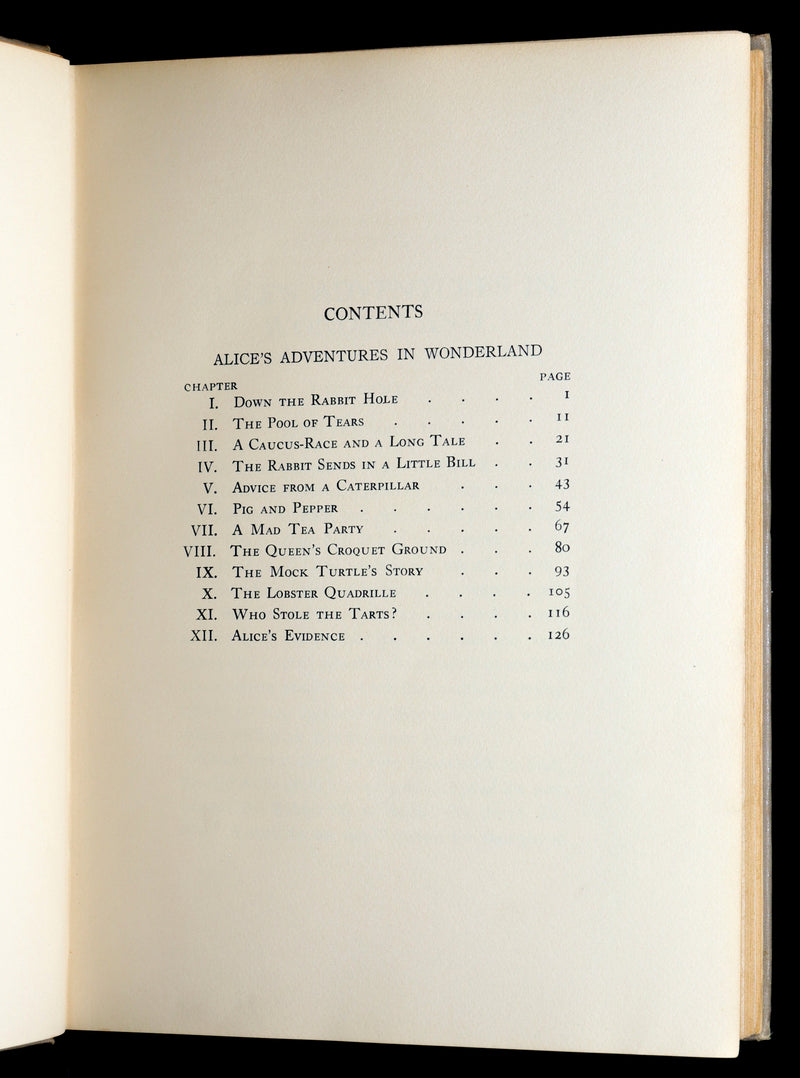 CONTENTS
ALICE'S ADVENTURES IN WONDERLAND
CHAPTER PAGE
I. DOWN THE RABBIT HOLE . . . . 1
II. THE POOL OF TEARS . . . . . 11
III. A CAUCUS-RACE AND A LONG TALE . . 21
IV. THE RABBIT SENDS IN A LITTLE BILL . . 31
V. ADVICE FROM A CATERPILLAR . . . 43
VI. PIG AND PEPPER . . . . . . 54
VII. A MAD TEA PARTY . . . . . 67
VIII. THE QUEEN'S CROQUET GROUND . . . 80
IX. THE MOCK TURTLE'S STORY . . . 93
X. THE LOBSTER QUADRILLE . . . . 105
XI. WHO STOLE THE TARTS? . . . . 116
XII. ALICE'S EVIDENCE . . . . . . 126